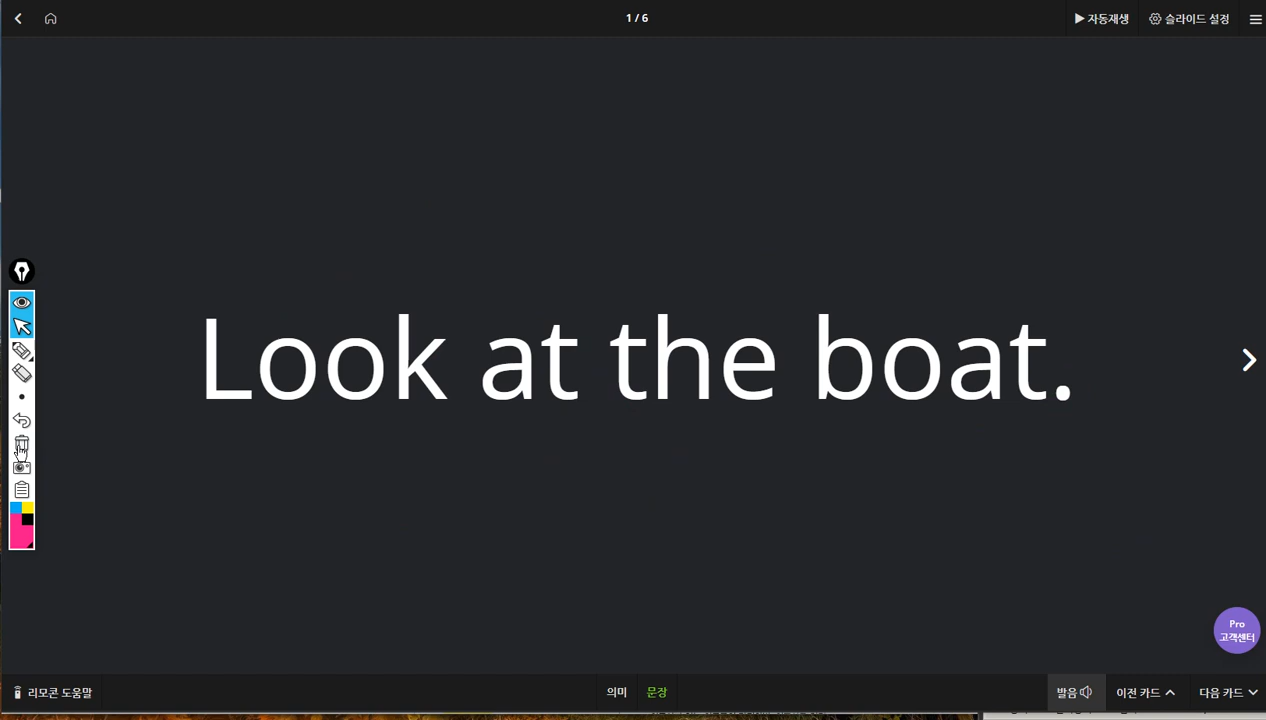 1 / 6
자동재생
슬라이드 설정
Look at the boat.
Pro
고객센터
리모콘 도움말
의미
문장
발음
이전 카드
다음 카드